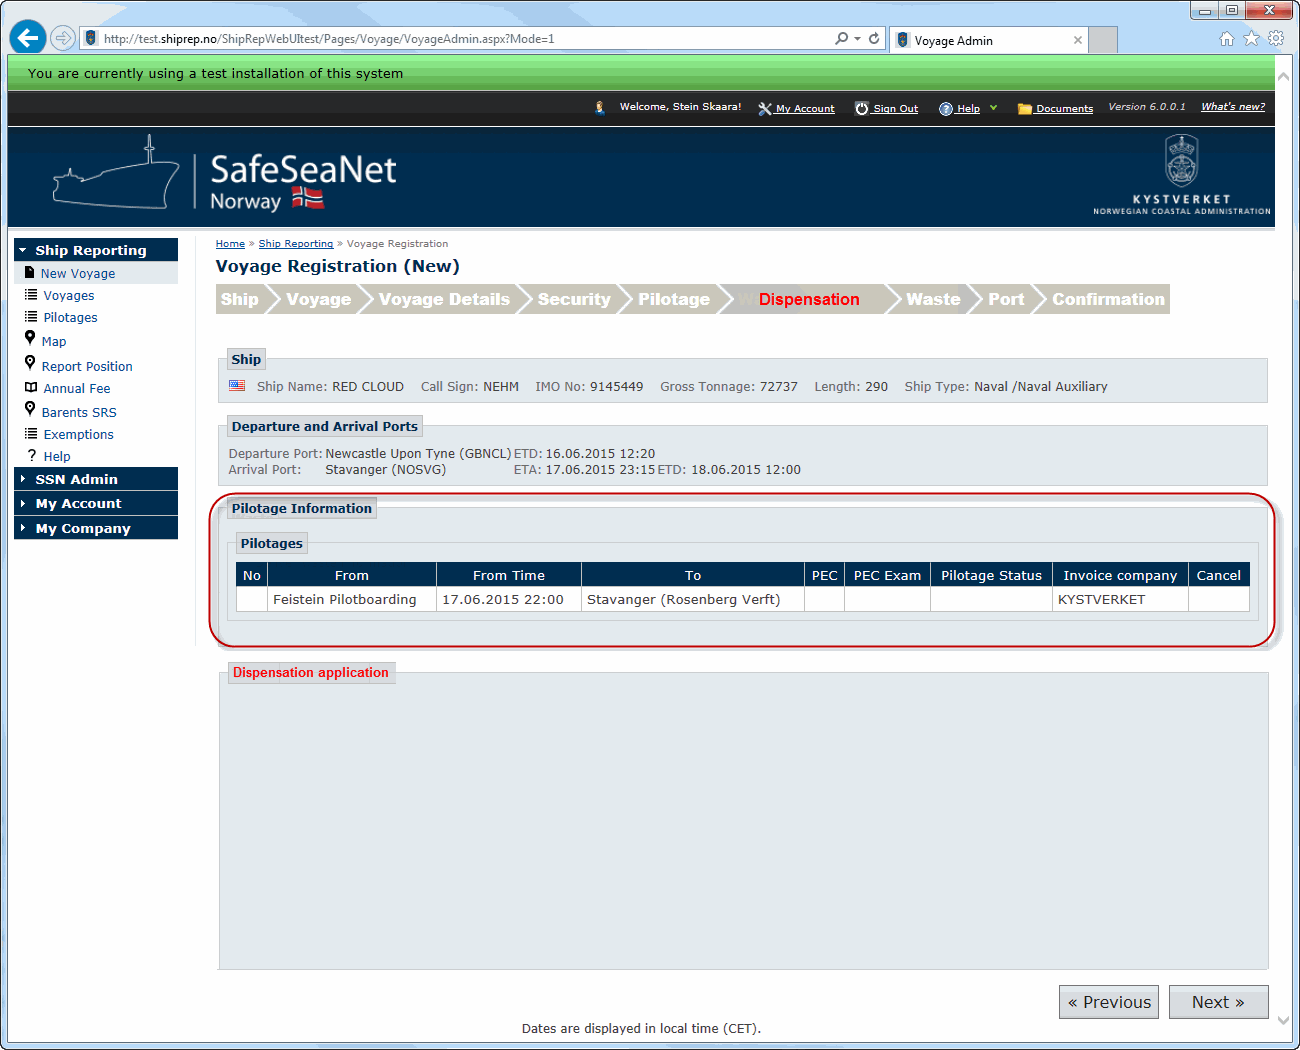 http://test.shiprep.no/ShipRepWebUItest/Pages/Voyage/VoyageAdmin.aspx?Mode=1
Voyage Admin
You are currently using a test installation of this system
Welcome, Stein Skaara! My Account Sign Out Help Documents Version 6.0.0.1 What's new?
SafeSeaNet
Norway
KYSTVERKET
NORWEGIAN COASTAL ADMINISTRATION
Ship Reporting
New Voyage
Voyages
Pilotages
Map
Report Position
Annual Fee
Barents SRS
Exemptions
? Help
SSN Admin
My Account
My Company
Home » Ship Reporting » Voyage Registration
Voyage Registration (New)
Ship Voyage Voyage Details Security Pilotage Dispensation Waste Port Confirmation
Ship
Ship Name: RED CLOUD Call Sign: NEHM IMO No: 9145449 Gross Tonnage: 72737 Length: 290 Ship Type: Naval /Naval Auxiliary
Departure and Arrival Ports
Departure Port: Newcastle Upon Tyne (GBNCL) ETD: 16.06.2015 12:20
Arrival Port: Stavanger (NOSVG) ETA: 17.06.2015 23:15 ETD: 18.06.2015 12:00
Pilotage Information
Pilotages
No From From Time To PEC PEC Exam Pilotage Status Invoice company Cancel
Feistein Pilotboarding 17.06.2015 22:00 Stavanger (Rosenberg Verft) KYSTVERKET
Dispensation application
« Previous Next »
Dates are displayed in local time (CET).